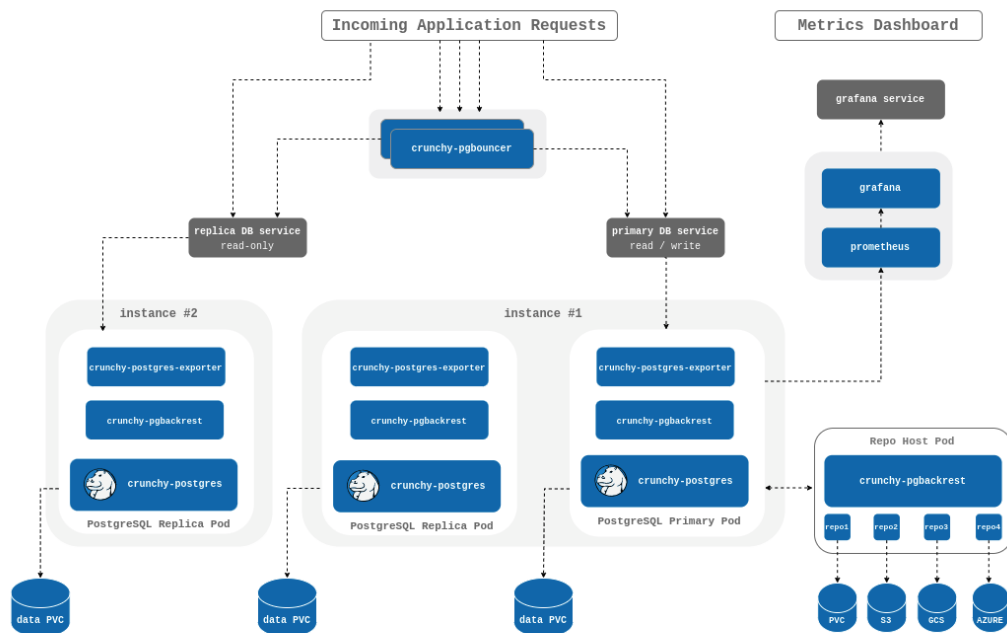 Incoming Application Requests
Metrics Dashboard
grafana service
crunchy-pgbouncer
grafana
replica DB service
read-only
primary DB service
read / write
prometheus
instance #2
instance #1
crunchy-postgres-exporter
crunchy-postgres-exporter
crunchy-postgres-exporter
crunchy-pgbackrest
crunchy-pgbackrest
crunchy-pgbackrest
Repo Host Pod
crunchy-pgbackrest
crunchy-postgres
crunchy-postgres
crunchy-postgres
PostgreSQL Replica Pod
PostgreSQL Replica Pod
PostgreSQL Primary Pod
repo1
repo2
repo3
repo4
data PVC
data PVC
data PVC
PVC
S3
GCS
AZURE